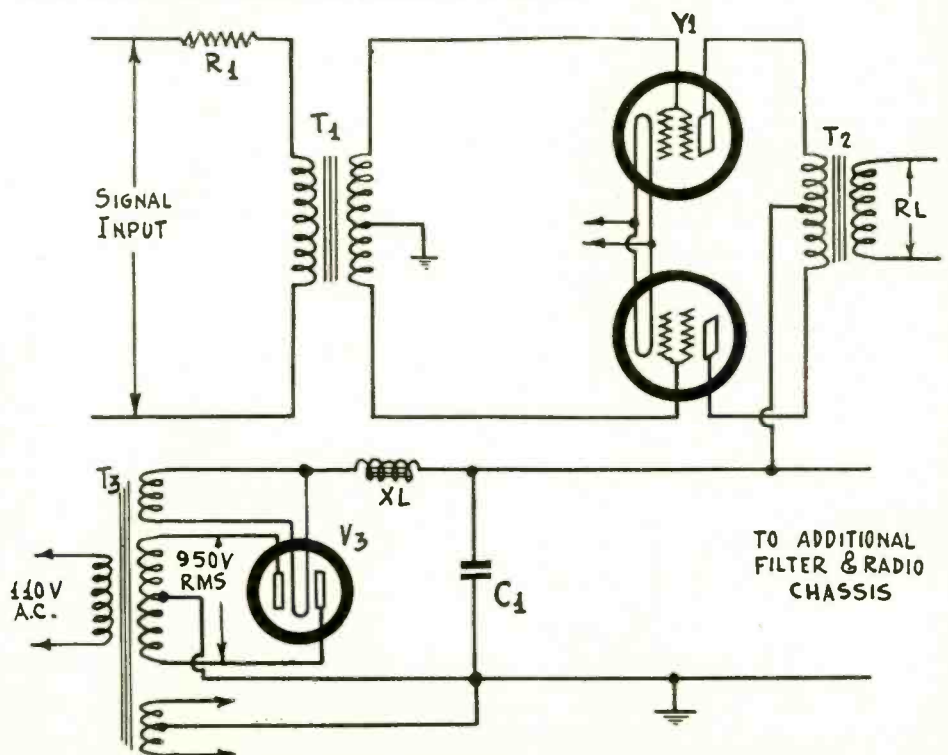 R1
T1
SIGNAL
INPUT
V1
T2
RL
T3
110V
A.C.
950V
RMS
V3
XL
C1
TO ADDITIONAL
FILTER & RADIO
CHASSIS